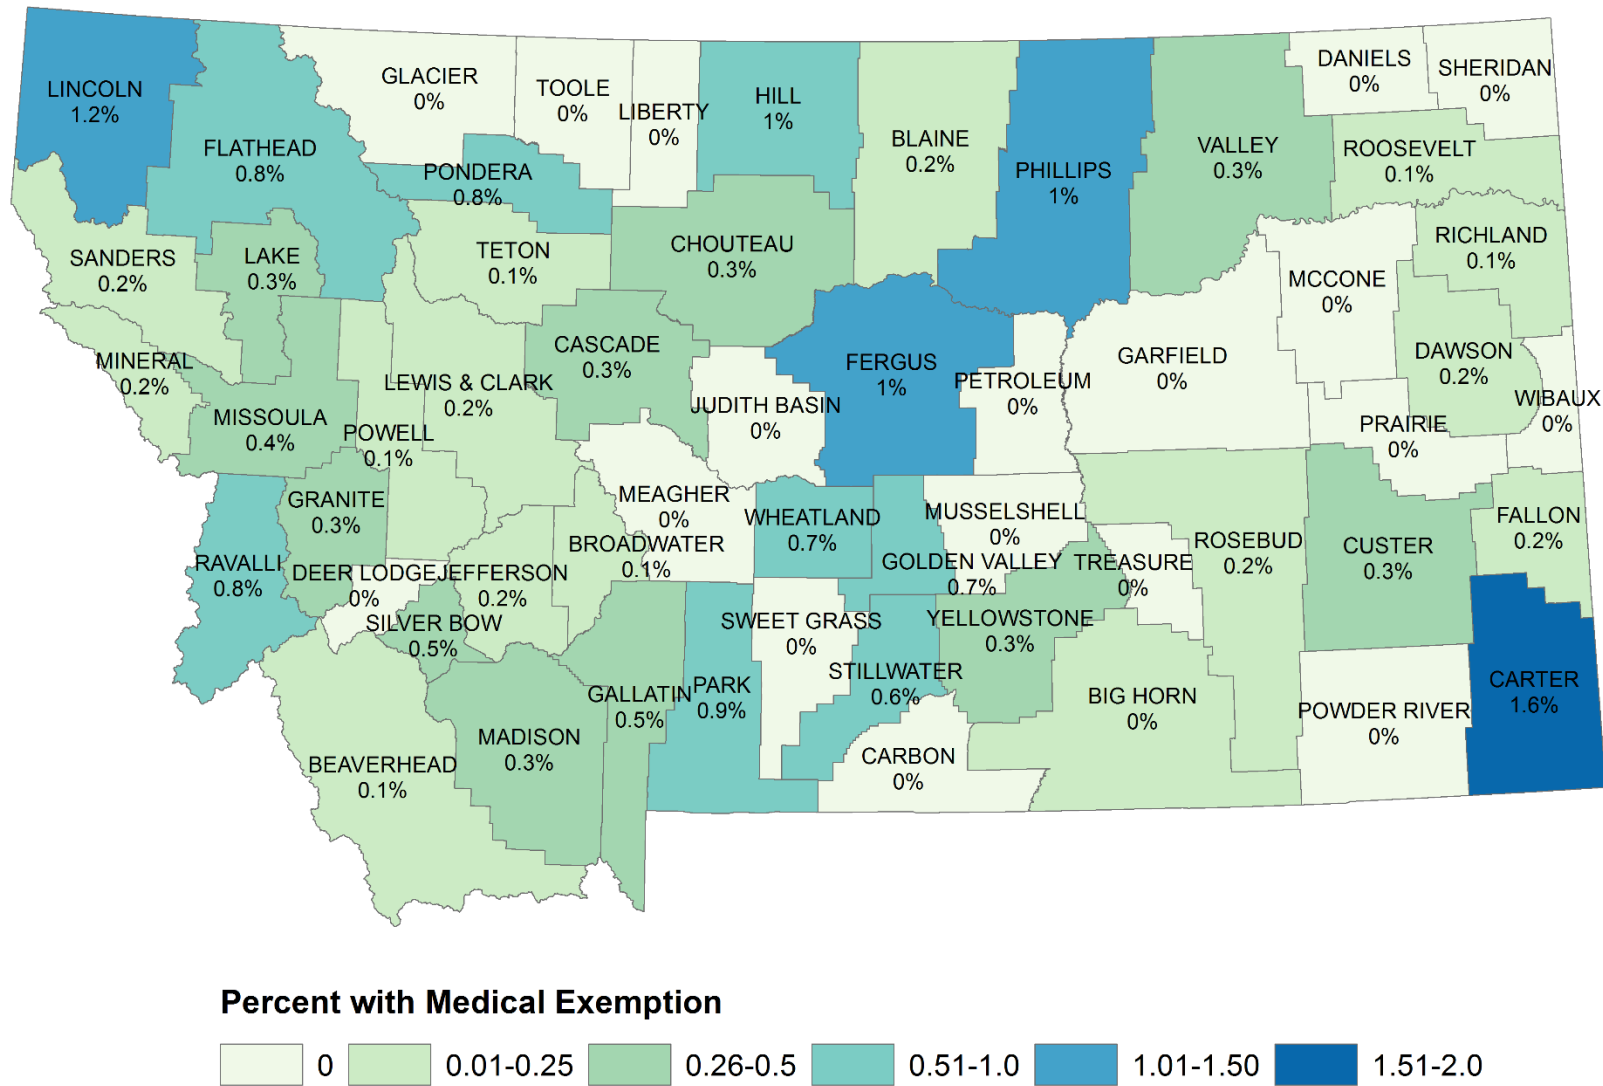 LINCOLN
1.2%
FLATHEAD
0.8%
GLACIER
0%
TOOLE
0%
LIBERTY
0%
HILL
1%
BLAINE
0.2%
PHILLIPS
1%
VALLEY
0.3%
DANIELS
0%
SHERIDAN
0%
ROOSEVELT
0.1%
PONDERA
0.8%
SANDERS
0.2%
LAKE
0.3%
TETON
0.1%
CHOUTEAU
0.3%
MCCONE
0%
RICHLAND
0.1%
MINERAL
0.2%
MISSOULA
0.4%
POWELL
0.1%
LEWIS & CLARK
0.2%
CASCADE
0.3%
JUDITH BASIN
0%
FERGUS
1%
PETROLEUM
0%
GARFIELD
0%
DAWSON
0.2%
PRAIRIE
0%
WIBAUX
0%
GRANITE
0.3%
MEAGHER
0%
WHEATLAND
0.7%
MUSSELSHELL
0%
GOLDEN VALLEY
0.7%
TREASURE
0%
ROSEBUD
0.2%
CUSTER
0.3%
FALLON
0.2%
RAVALLI
0.8%
DEER LODGE
0%
JEFFERSON
0.2%
BROADWATER
0.1%
SILVER BOW
0.5%
SWEET GRASS
0%
YELLOWSTONE
0.3%
STILLWATER
0.6%
BEAVERHEAD
0.1%
MADISON
0.3%
GALLATIN
0.5%
PARK
0.9%
CARBON
0%
BIG HORN
0%
POWDER RIVER
0%
CARTER
1.6%
Percent with Medical Exemption
0
0.01-0.25
0.26-0.5
0.51-1.0
1.01-1.50
1.51-2.0